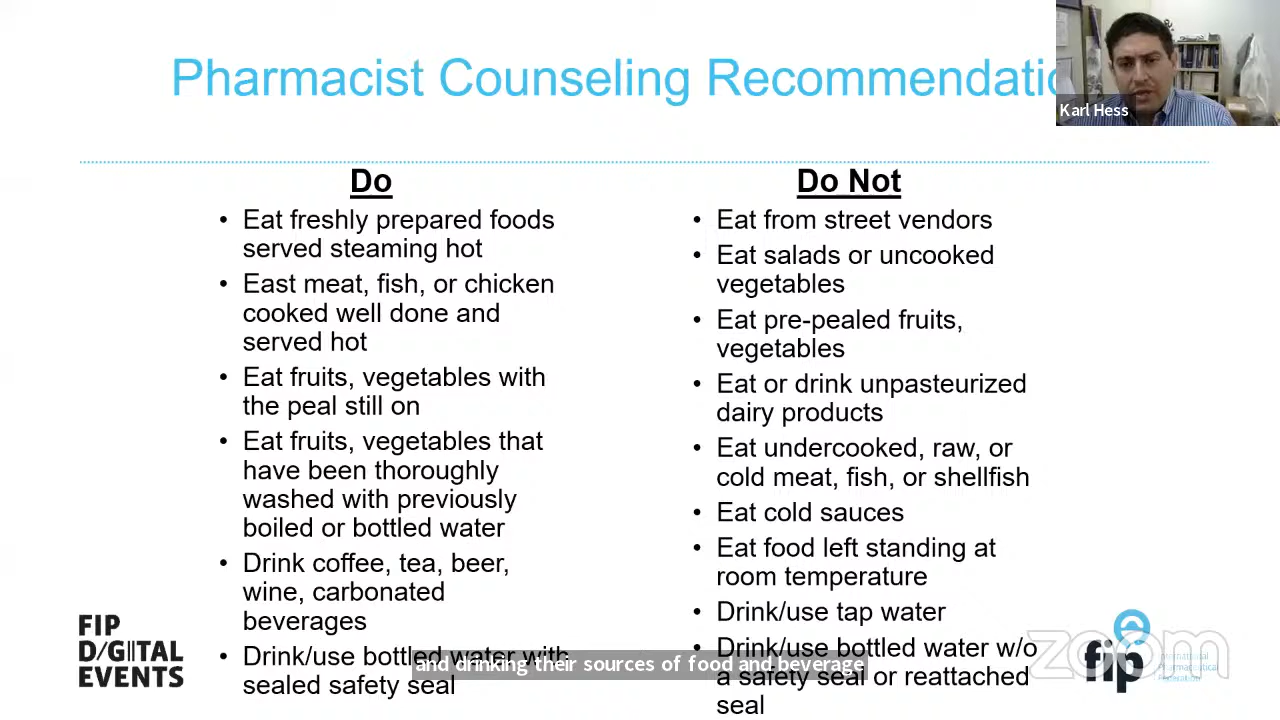 Pharmacist Counseling Recommendatio
Karl Hess
Do
• Eat freshly prepared foods
served steaming hot
• East meat, fish, or chicken
cooked well done and
served hot
• Eat fruits, vegetables with
the peal still on
• Eat fruits, vegetables that
have been thoroughly
washed with previously
boiled or bottled water
• Drink coffee, tea, beer,
wine, carbonated
beverages
• Drink/use bottled water with
sealed safety seal
Do Not
• Eat from street vendors
• Eat salads or uncooked
vegetables
• Eat pre-pealed fruits,
vegetables
• Eat or drink unpasteurized
dairy products
• Eat undercooked, raw, or
cold meat, fish, or shellfish
• Eat cold sauces
• Eat food left standing at
room temperature
• Drink/use tap water
• Drink/use bottled water w/o
a safety seal or reattached
seal
and drinking their sources of food and beverage
FIP
D/G/TAL
EVENTS
zoom
fip
International
Pharmaceutical
Federation